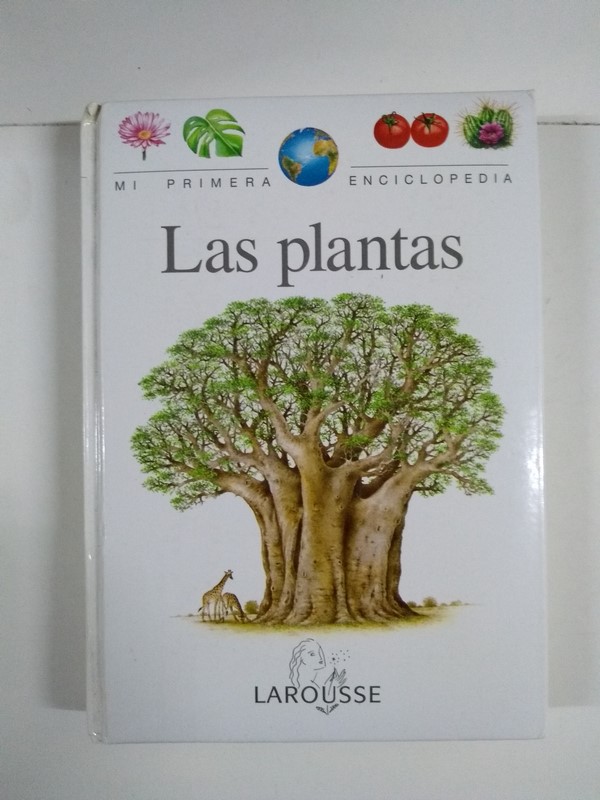 MI PRIMERA ENCICLOPEDIA
Las plantas
LAROUSSE